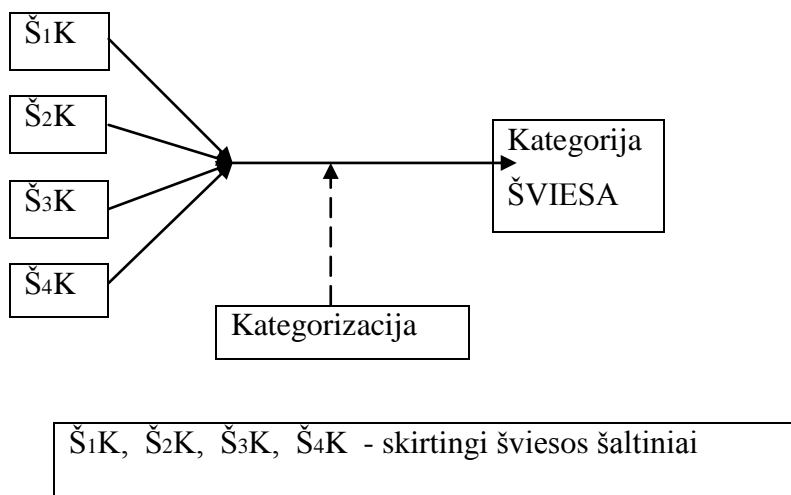 Š₁K
Š₂K
Š₃K
Š₄K
Kategorija
ŠVIESA
Kategorizacija
Š₁K, Š₂K, Š₃K, Š₄K - skirtingi šviesos šaltiniai